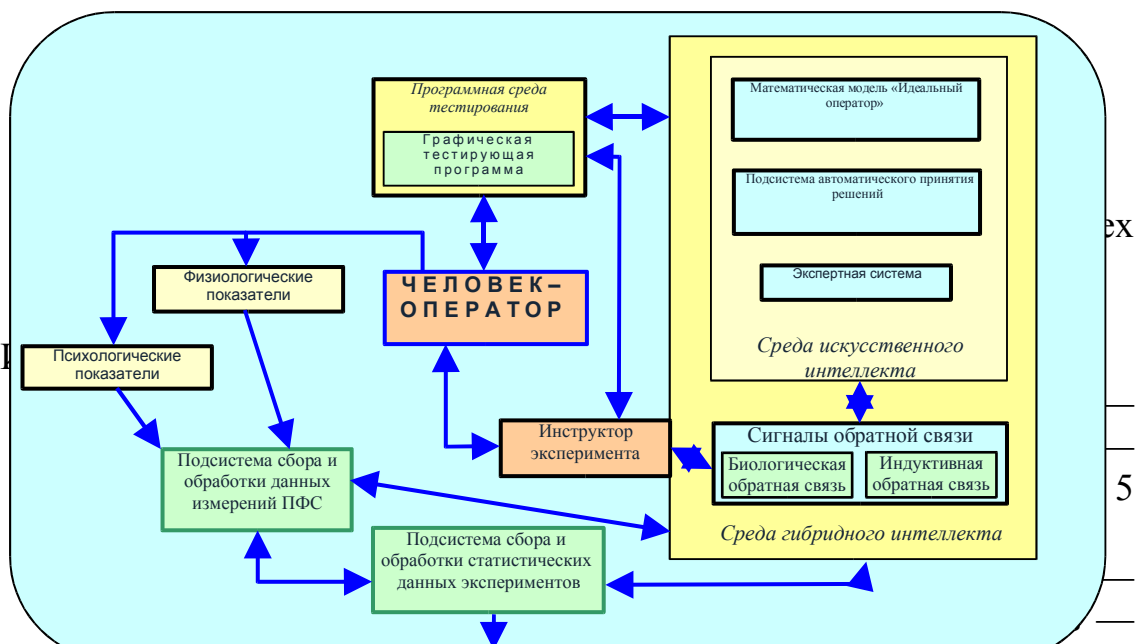 Программная среда
тестирования
Графическая
тестирующая
программа
Математическая модель «Идеальный
оператор»
Подсистема автоматического принятия
решений
ех
Экспертная система
Физиологические
показатели
ЧЕЛОВЕК–
ОПЕРАТОР
Психологические
показатели
Среда искусственного
интеллекта
Инструктор
эксперимента
Сигналы обратной связи
Биологическая
обратная связь
Индуктивная
обратная связь
Подсистема сбора и
обработки данных
измерений ПФС
5
Среда гибридного интеллекта
Подсистема сбора и
обработки статистических
данных экспериментов